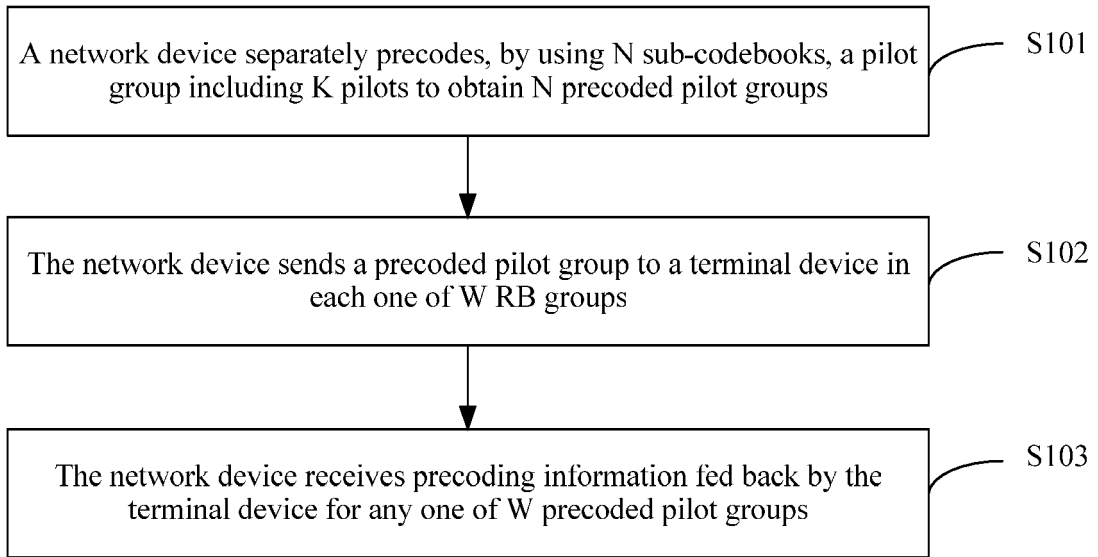 A network device separately precodes, by using N sub-codebooks, a pilot
group including K pilots to obtain N precoded pilot groups
S101
The network device sends a precoded pilot group to a terminal device in
each one of W RB groups
S102
The network device receives precoding information fed back by the
terminal device for any one of W precoded pilot groups
S103